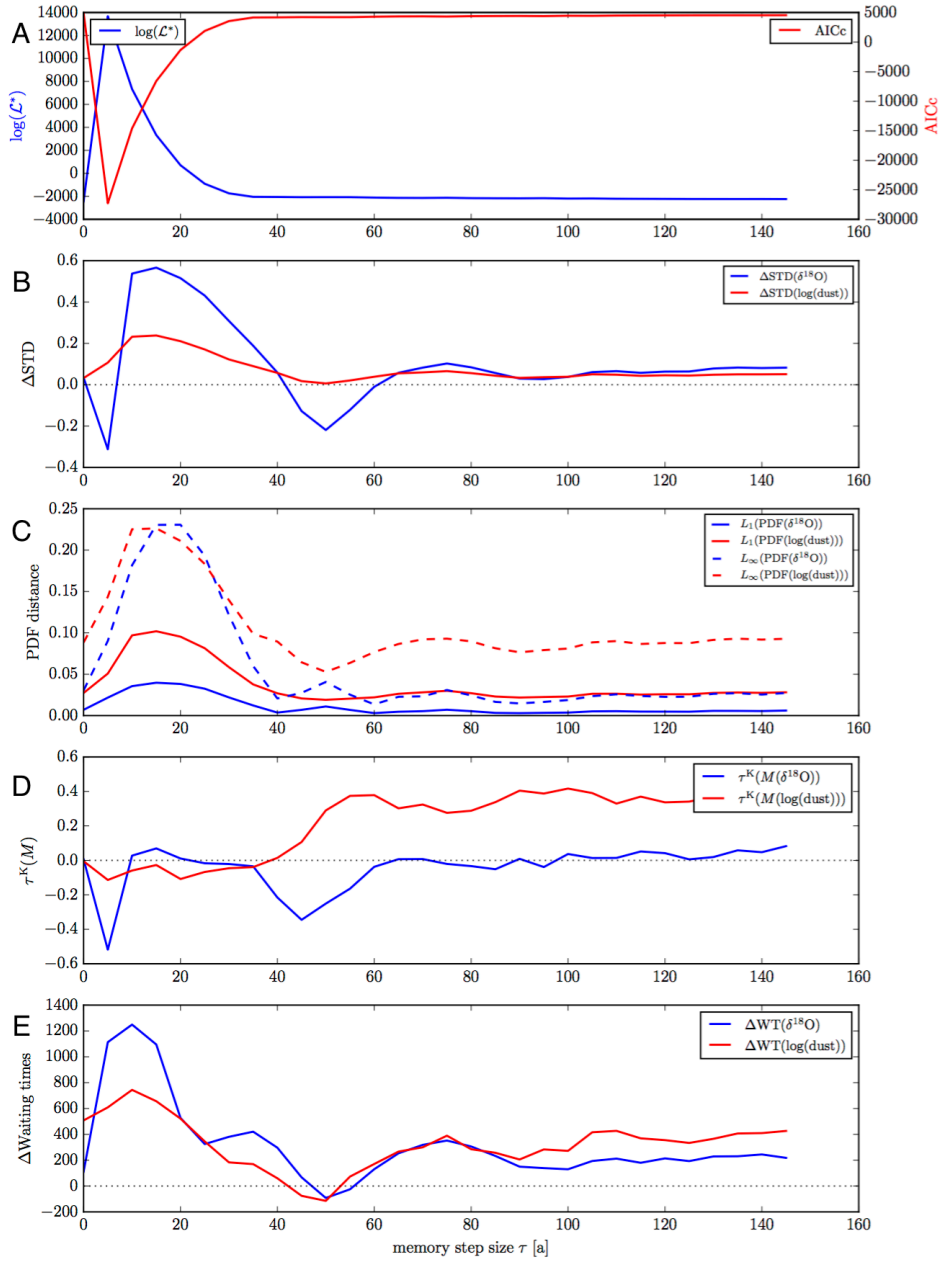 A
14000
12000
10000
8000
6000
4000
2000
0
−2000
−4000
log(ℒ*)
log(ℒ*)
AICc
5000
0
−5000
−10000
−15000
−20000
−25000
−30000
AICc
0 20 40 60 80 100 120 140 160
B
0.6
0.4
0.2
0.0
−0.2
−0.4
ΔSTD
ΔSTD(δ¹⁸O)
ΔSTD(log(dust))
0 20 40 60 80 100 120 140 160
C
0.25
0.20
0.15
0.10
0.05
0.00
PDF distance
L₁(PDF(δ¹⁸O))
L₁(PDF(log(dust)))
L∞(PDF(δ¹⁸O))
L∞(PDF(log(dust)))
0 20 40 60 80 100 120 140 160
D
0.6
0.4
0.2
0.0
−0.2
−0.4
−0.6
τᴷ(M)
τᴷ(M(δ¹⁸O))
τᴷ(M(log(dust)))
0 20 40 60 80 100 120 140 160
E
1400
1200
1000
800
600
400
200
0
−200
ΔWaiting times
ΔWT(δ¹⁸O)
ΔWT(log(dust))
0 20 40 60 80 100 120 140 160
memory step size τ [a]